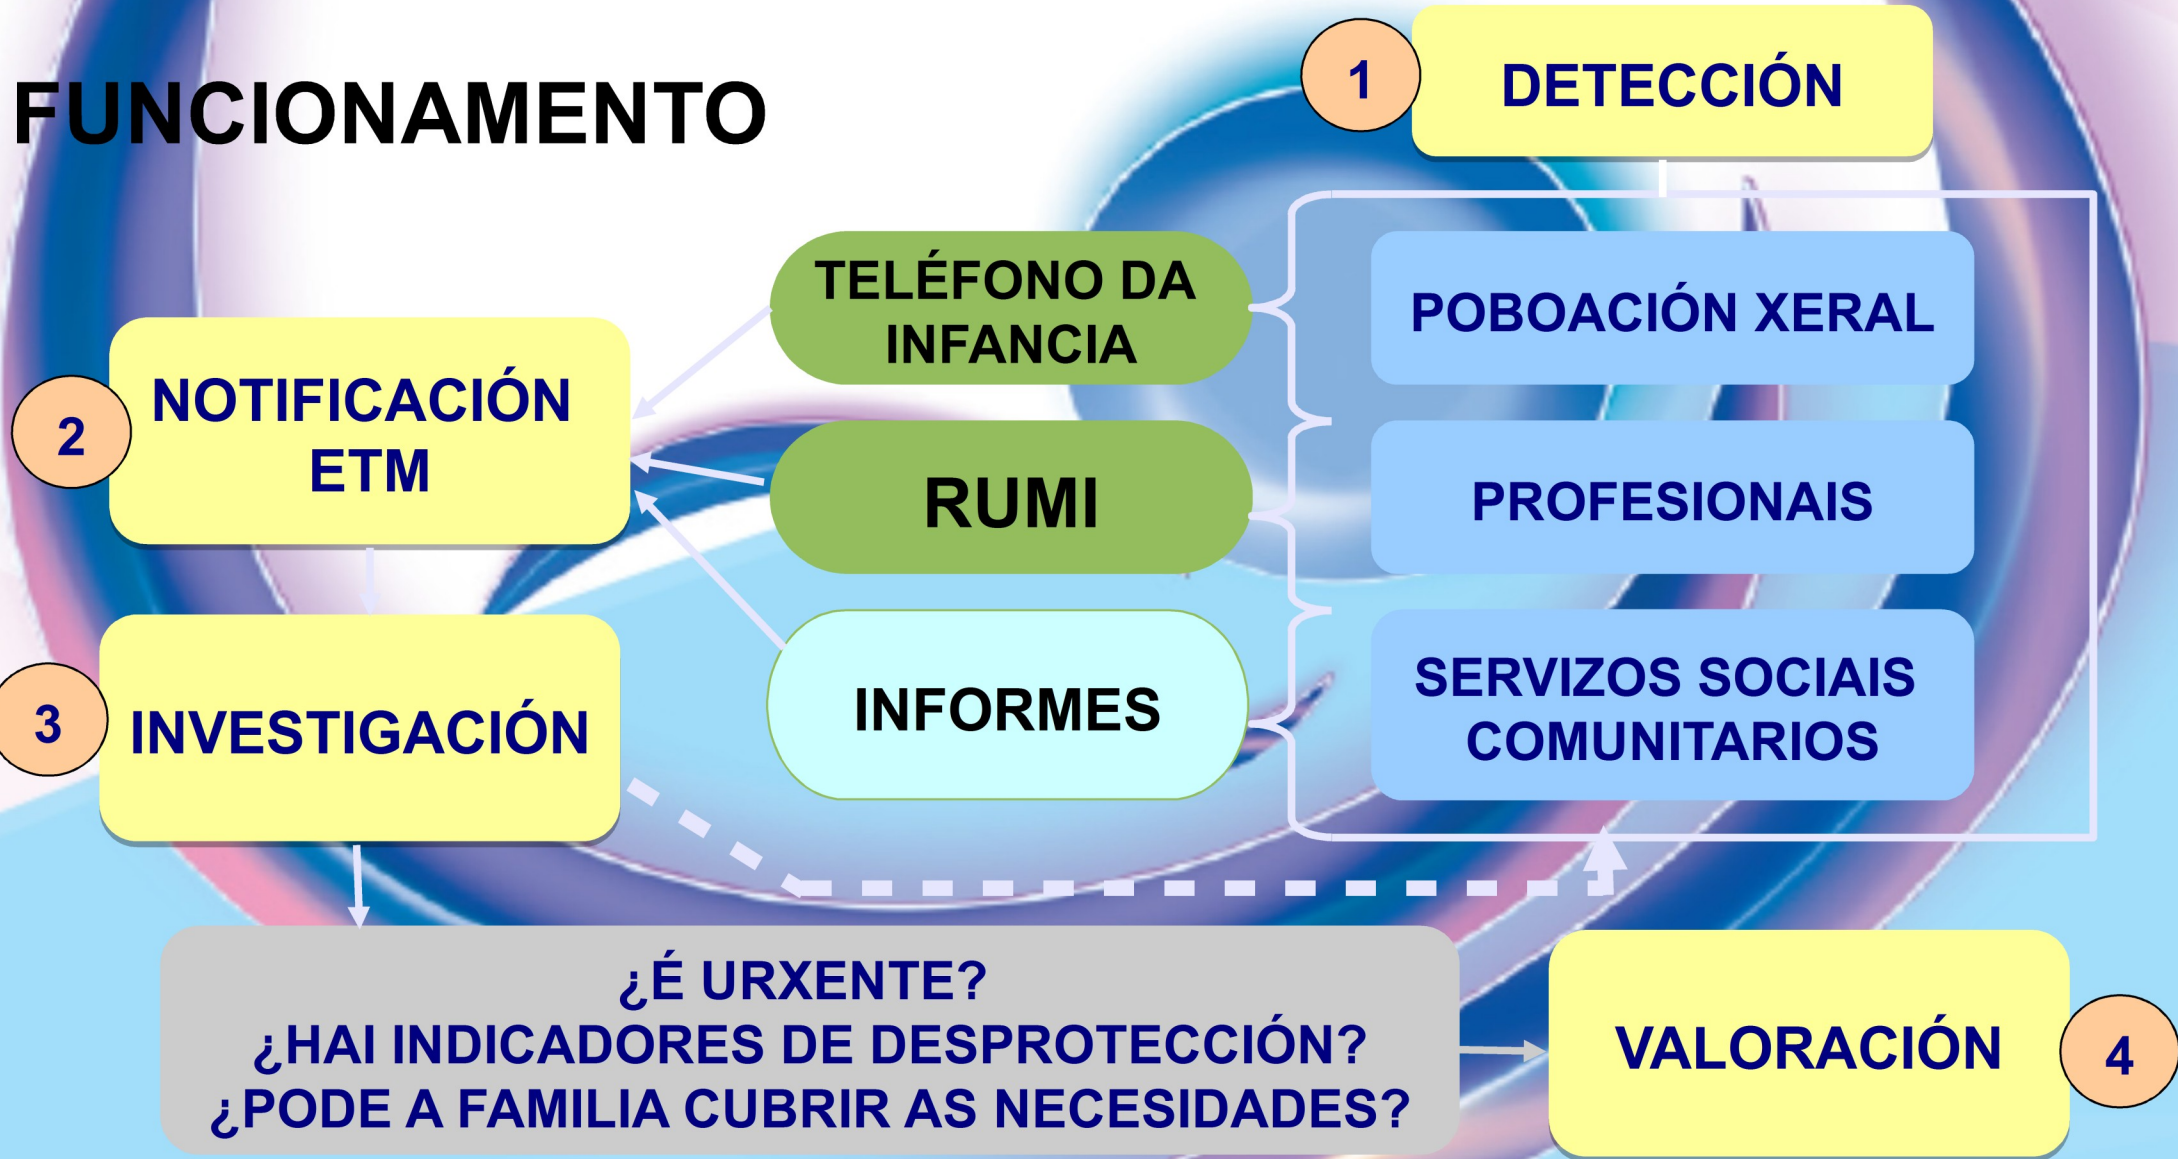 FUNCIONAMENTO
1
DETECCIÓN
TELÉFONO DA
INFANCIA
POBOACIÓN XERAL
2
NOTIFICACIÓN
ETM
RUMI
PROFESIONAIS
3
INVESTIGACIÓN
INFORMES
SERVIZOS SOCIAIS
COMUNITARIOS
¿É URXENTE?
¿HAI INDICADORES DE DESPROTECCIÓN?
¿PODE A FAMILIA CUBRIR AS NECESIDADES?
VALORACIÓN
4